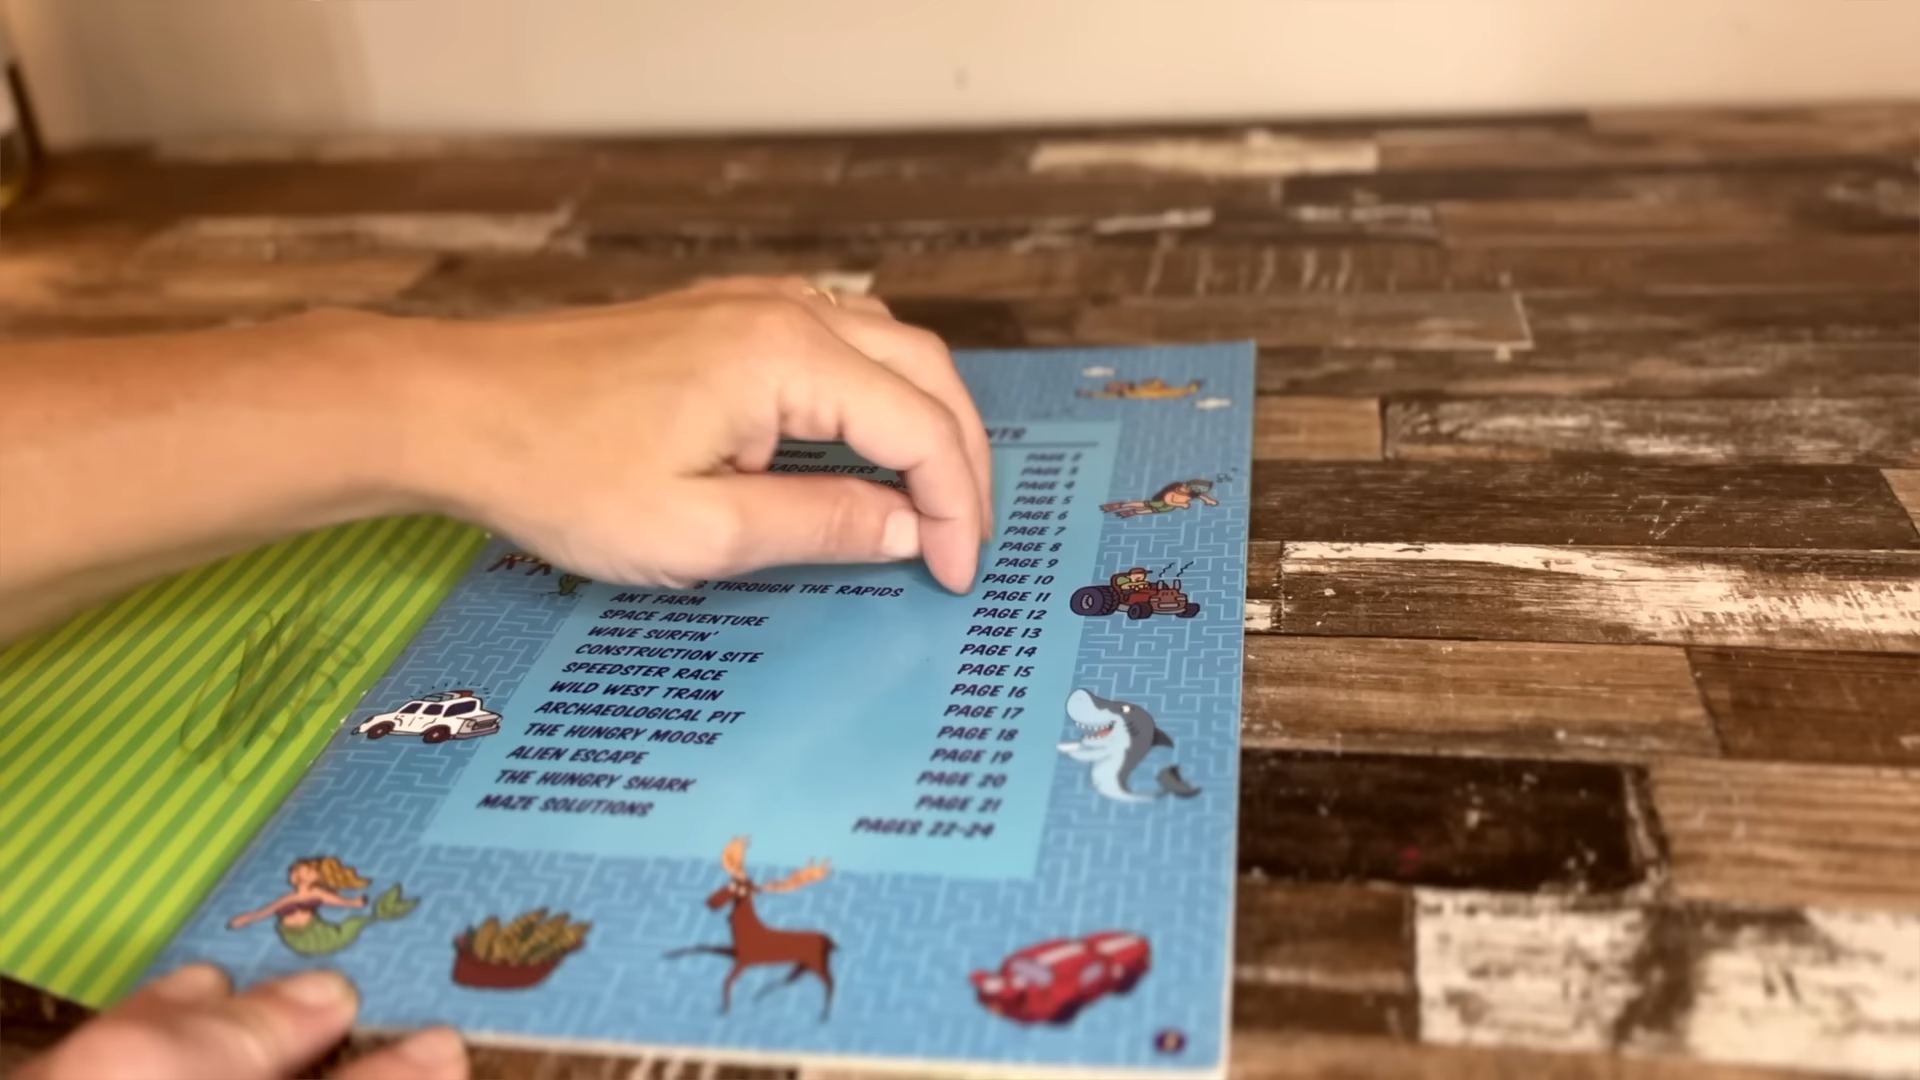 NTS
MBING PAGE 2
EADQUARTERS PAGE 3
PAGE 4
PAGE 5
PAGE 6
PAGE 7
PAGE 8
PAGE 9
G THROUGH THE RAPIDS PAGE 10
ANT FARM PAGE 11
SPACE ADVENTURE PAGE 12
WAVE SURFIN' PAGE 13
CONSTRUCTION SITE PAGE 14
SPEEDSTER RACE PAGE 15
WILD WEST TRAIN PAGE 16
ARCHAEOLOGICAL PIT PAGE 17
THE HUNGRY MOOSE PAGE 18
ALIEN ESCAPE PAGE 19
THE HUNGRY SHARK PAGE 20
MAZE SOLUTIONS PAGE 21
PAGES 22-24